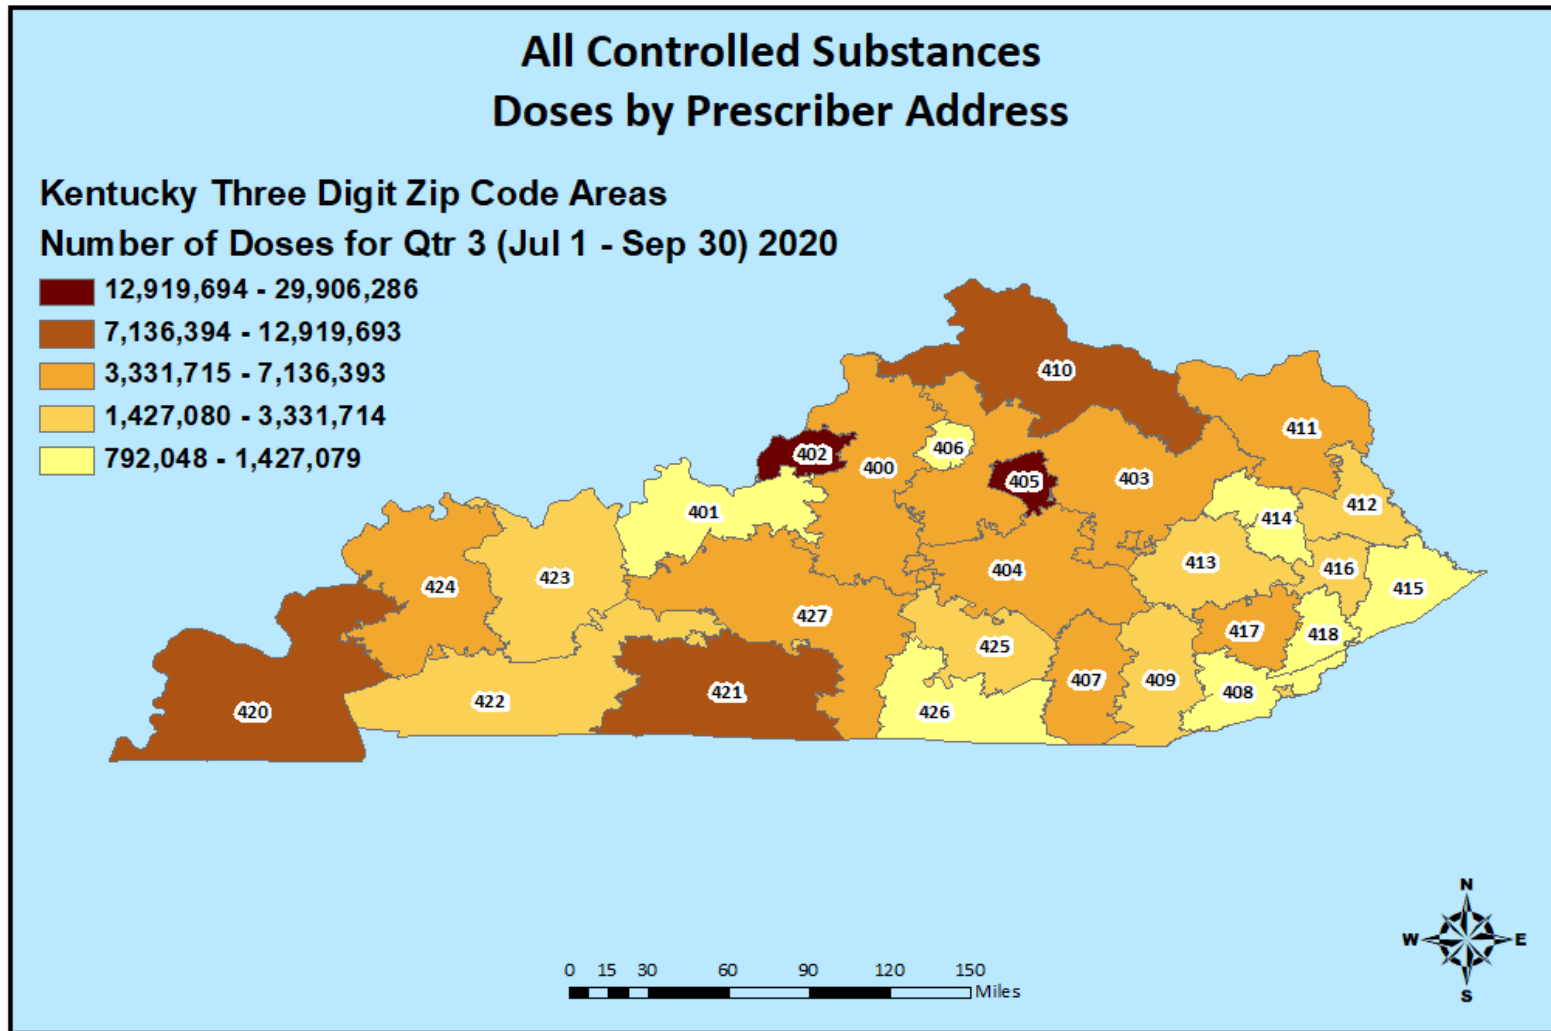 All Controlled Substances
Doses by Prescriber Address
Kentucky Three Digit Zip Code Areas
Number of Doses for Qtr 3 (Jul 1 - Sep 30) 2020
12,919,694 - 29,906,286
7,136,394 - 12,919,693
3,331,715 - 7,136,393
1,427,080 - 3,331,714
792,048 - 1,427,079
410
411
402
406
400
405
403
401
412
414
423
424
404
413
416
415
427
425
417
418
420
422
421
426
407
409
408
N
W
E
S
0 15 30 60 90 120 150
Miles